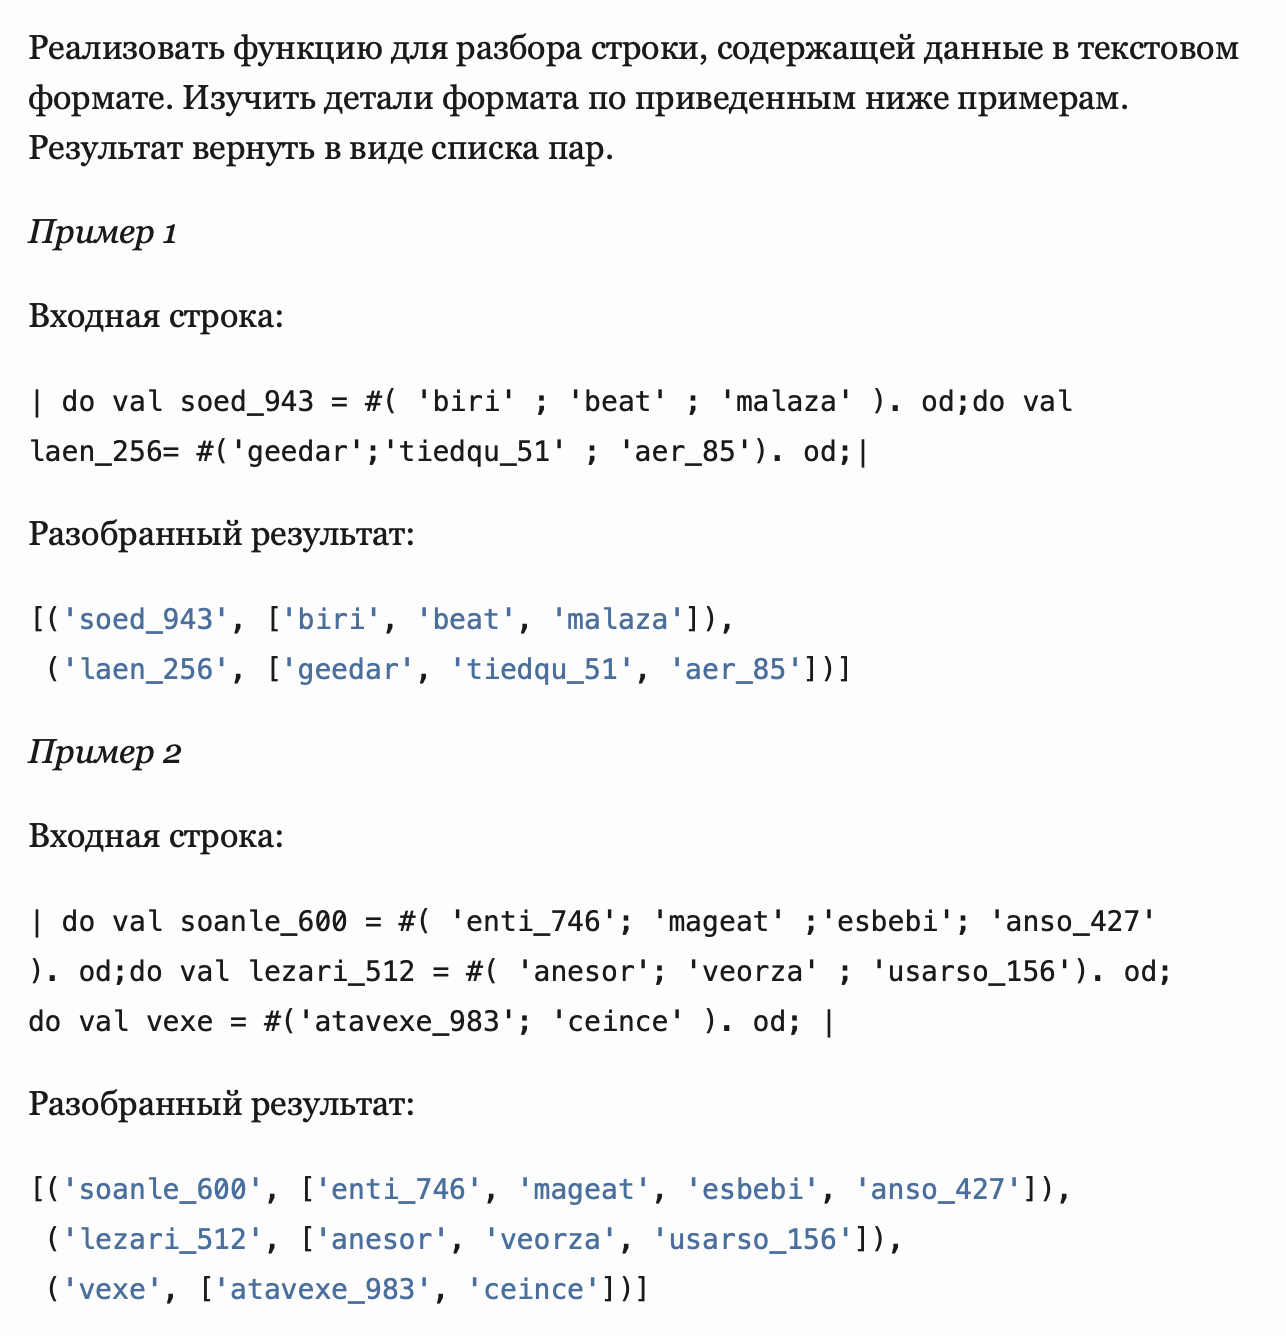 Реализовать функцию для разбора строки, содержащей данные в текстовом
формате. Изучить детали формата по приведенным ниже примерам.
Результат вернуть в виде списка пар.
Пример 1
Входная строка:
| do val soed_943 = #( 'biri' ; 'beat' ; 'malaza' ). od;do val
laen_256= #('geedar';'tiedqu_51' ; 'aer_85'). od;|
Разобранный результат:
[('soed_943', ['biri', 'beat', 'malaza']),
('laen_256', ['geedar', 'tiedqu_51', 'aer_85'])]
Пример 2
Входная строка:
| do val soanle_600 = #( 'enti_746'; 'mageat' ;'esbebi'; 'anso_427'
). od;do val lezari_512 = #( 'anesor'; 'veorza' ; 'usarso_156'). od;
do val vexe = #('atavexe_983'; 'ceince' ). od; |
Разобранный результат:
[('soanle_600', ['enti_746', 'mageat', 'esbebi', 'anso_427']),
('lezari_512', ['anesor', 'veorza', 'usarso_156']),
('vexe', ['atavexe_983', 'ceince'])]